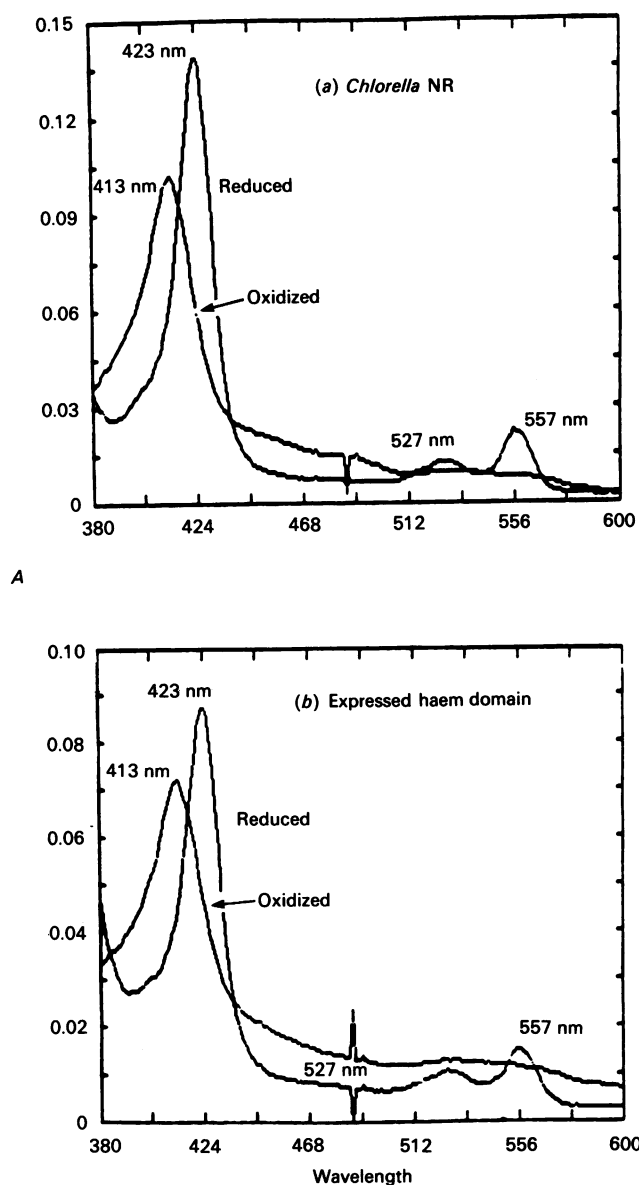 0.15
423 nm
(a) Chlorella NR
0.12
413 nm
Reduced
0.09
Oxidized
0.06
0.03
527 nm
557 nm
0
380 424 468 512 556 600
A
0.10
423 nm
(b) Expressed haem domain
0.08
413 nm
Reduced
0.06
Oxidized
0.04
0.02
527 nm
557 nm
0
380 424 468 512 556 600
Wavelength